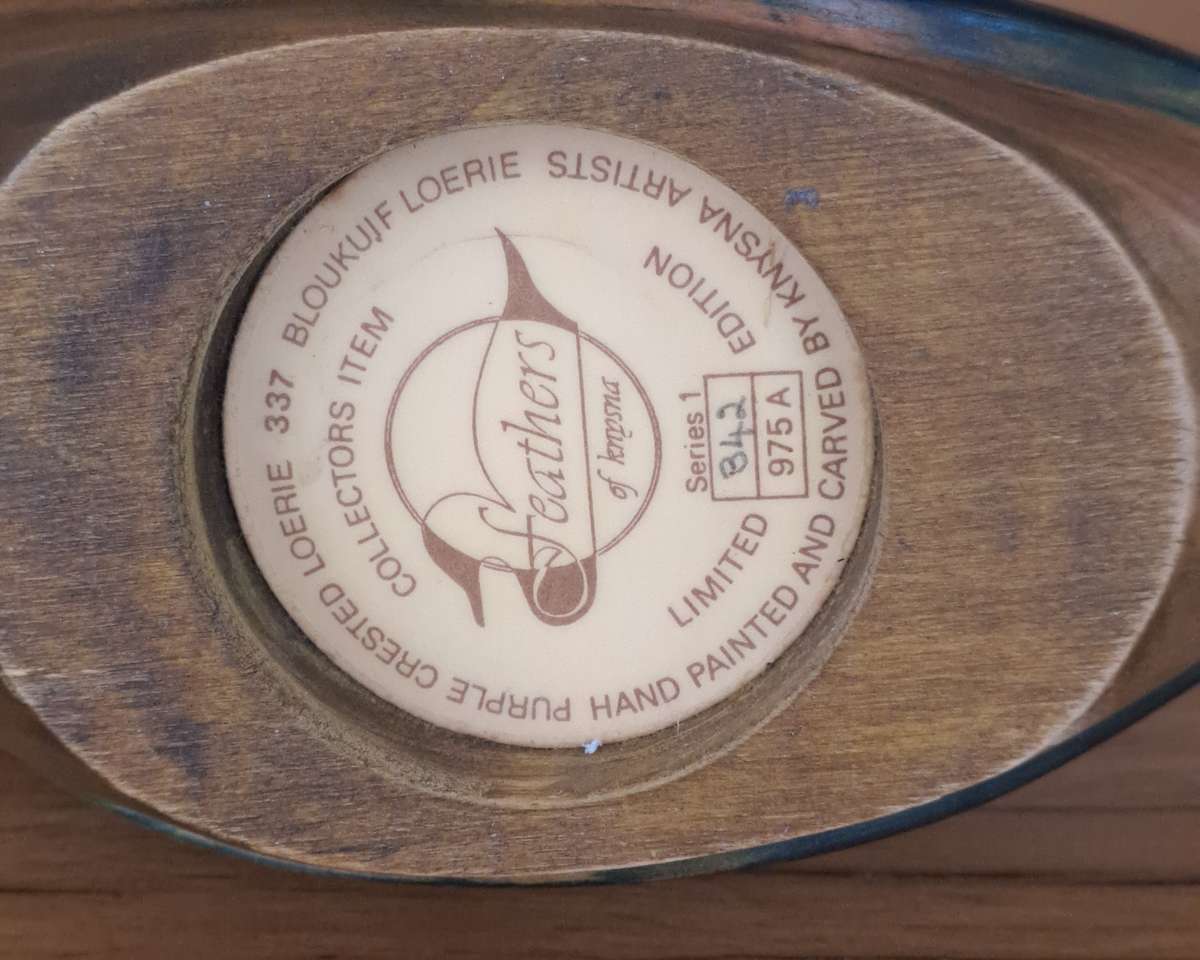 PURPLE CRESTED LOERIE 337 BLOUKUIF LOERIE
COLLECTORS ITEM
feathers
of knysna
Series 1
342
975 A
LIMITED EDITION
HAND PAINTED AND CARVED BY KNYSNA ARTISTS